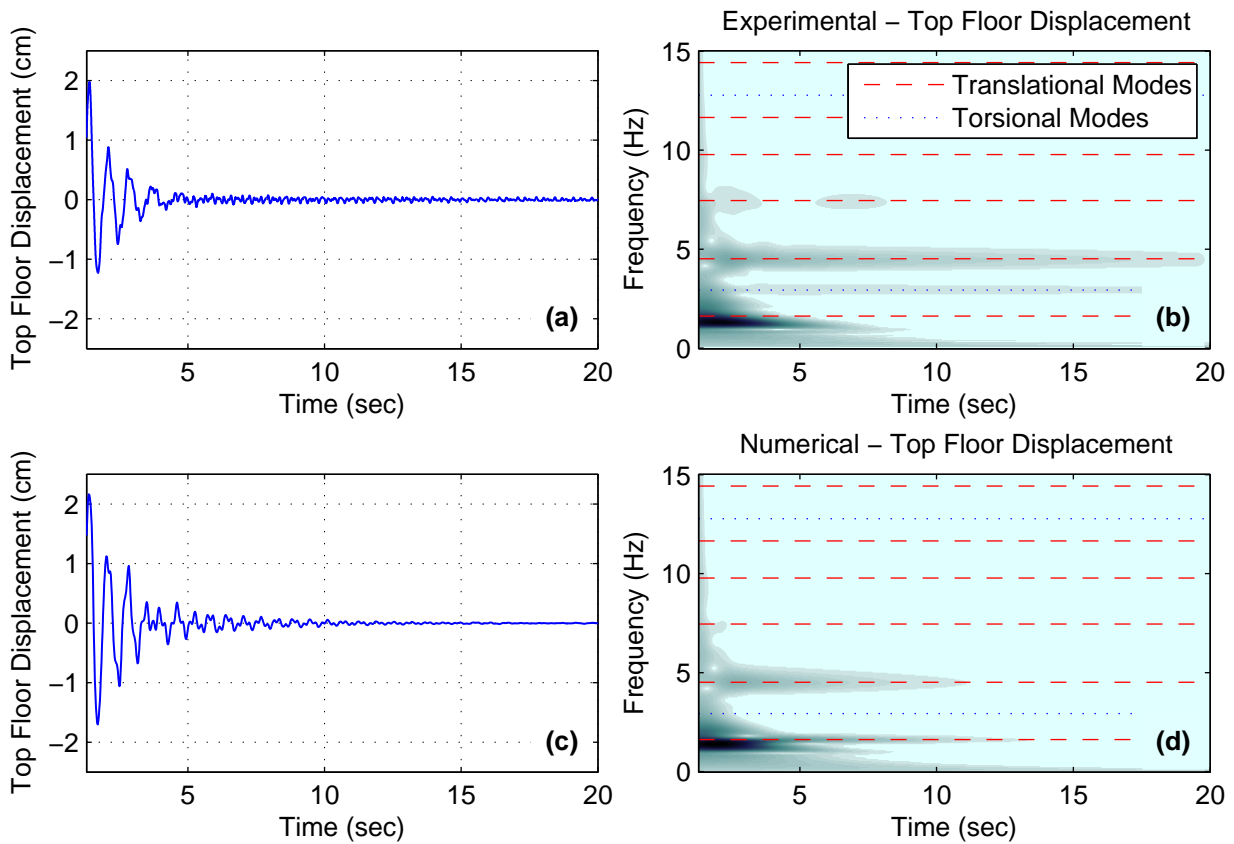 Top Floor Displacement (cm)
2
1
0
−1
−2
5
10
15
20
Time (sec)
(a)
Experimental − Top Floor Displacement
Frequency (Hz)
15
10
5
0
Translational Modes
Torsional Modes
(b)
5
10
15
20
Time (sec)
Top Floor Displacement (cm)
2
1
0
−1
−2
5
10
15
20
Time (sec)
(c)
Numerical − Top Floor Displacement
Frequency (Hz)
15
10
5
0
(d)
5
10
15
20
Time (sec)